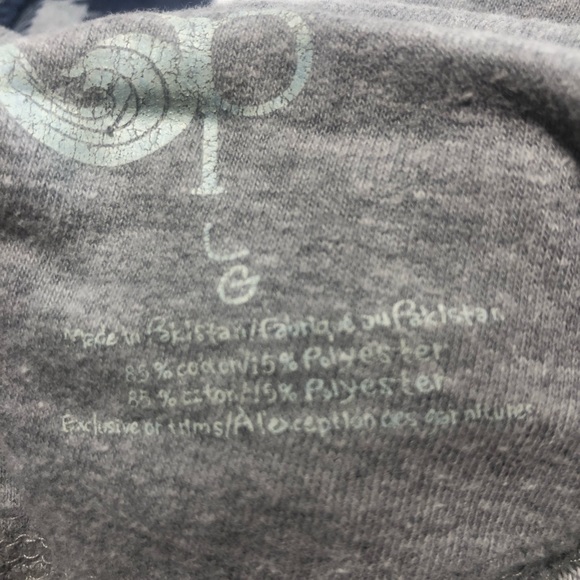 OP
L
G
Made in Pakistan/Fabriqué au Pakistan
85% cotton/15% Polyester
85% coton/15% Polyester
Exclusive of trims/À l'exception des garnitures